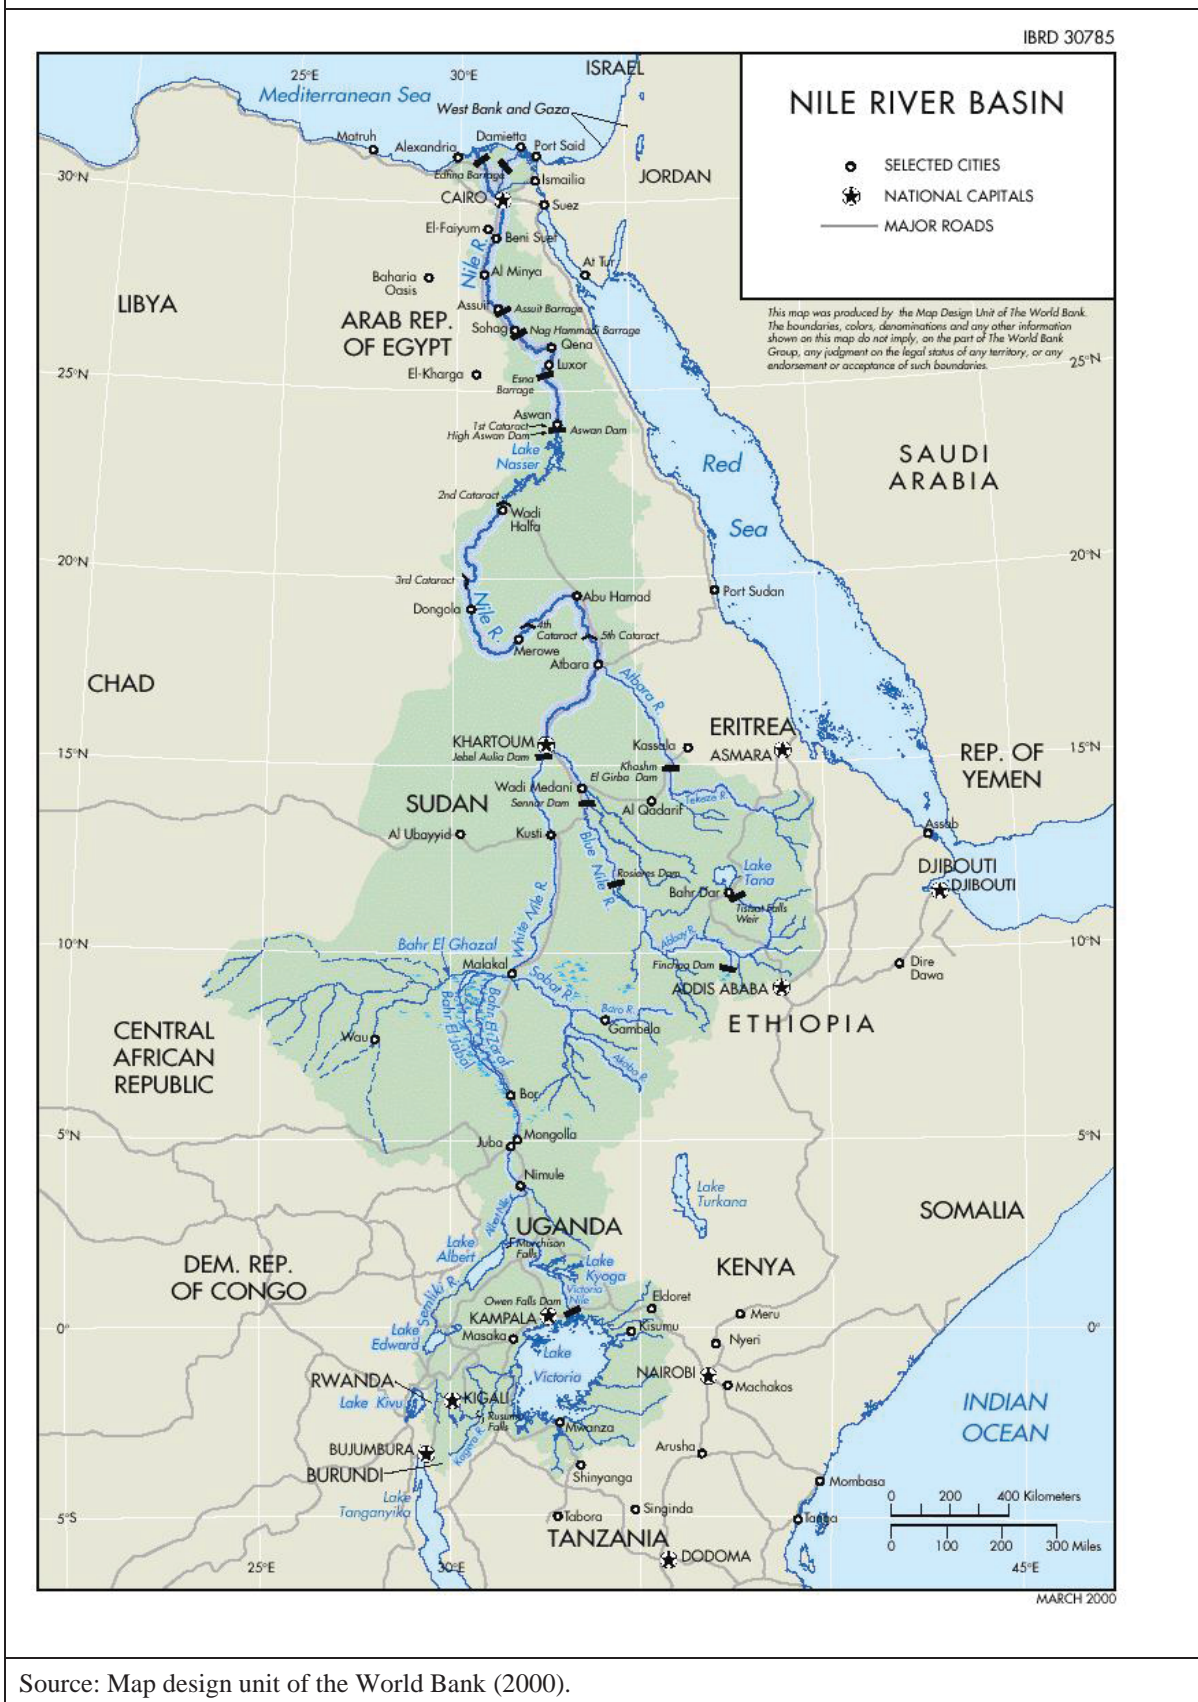 IBRD 30785
25°E
30°E
ISRAEL
Mediterranean Sea
West Bank and Gaza
NILE RIVER BASIN
SELECTED CITIES
NATIONAL CAPITALS
MAJOR ROADS
This map was produced by the Map Design Unit of The World Bank.
The boundaries, colors, denominations and any other information
shown on this map do not imply, on the part of The World Bank
Group, any judgment on the legal status of any territory, or any
endorsement or acceptance of such boundaries.
Matruh
Alexandria
Damietta
Port Said
Edfina Barrage
Ismailia
JORDAN
30°N
CAIRO
Suez
El-Faiyum
Beni Suef
Nile R.
Al Minya
At Tur
Baharia
Oasis
LIBYA
Assuit
Assuit Barrage
ARAB REP.
OF EGYPT
Sohag
Nag Hammadi Barrage
Qena
Luxor
25°N
25°N
El-Kharga
Esna
Barrage
Aswan
1st Cataract
High Aswan Dam
Aswan Dam
Lake
Nasser
Red
Sea
SAUDI
ARABIA
2nd Cataract
Wadi
Halfa
20°N
20°N
3rd Cataract
Dongola
Nile R.
Abu Hamad
Port Sudan
4th
Cataract
5th Cataract
Merowe
Atbara
Atbara R.
CHAD
ERITREA
ASMARA
KHARTOUM
Jebel Aulia Dam
Kassala
Khashm
El Girba Dam
15°N
15°N
REP. OF
YEMEN
Wadi Medani
Sennar Dam
Al Qadarif
Tekeze R.
SUDAN
Al Ubayyid
Kusti
Assab
Blue Nile R.
Rosieres Dam
Lake
Tana
Bahr Dar
Tissat Falls
Weir
DJIBOUTI
DJIBOUTI
White Nile R.
10°N
10°N
Bahr El Ghazal
Malakal
Sobat R.
Abbay R.
Finchaa Dam
ADDIS ABABA
Dire
Dawa
Bahr El Zaraf
Bahr El Jabal
Baro R.
Gambela
ETHIOPIA
CENTRAL
AFRICAN
REPUBLIC
Wau
Akobo R.
Bor
5°N
5°N
Juba
Mongolla
Nimule
Lake
Turkana
Albert Nile
UGANDA
SOMALIA
Lake
Albert
Murchison
Falls
Lake
Kyoga
KENYA
DEM. REP.
OF CONGO
Semliki R.
Victoria
Nile
Owen Falls Dam
KAMPALA
Eldoret
Meru
0°
0°
Lake
Edward
Masaka
Kisumu
Nyeri
Lake
Victoria
NAIROBI
Machakos
RWANDA
Lake Kivu
KIGALI
Rusumo
Falls
Kagera R.
Mwanza
INDIAN
OCEAN
BUJUMBURA
BURUNDI
Arusha
Shinyanga
Mombasa
Lake
Tanganyika
5°S
Tabora
Singinda
Tanga
TANZANIA
DODOMA
0 200 400 Kilometers
0 100 200 300 Miles
25°E
30°E
45°E
MARCH 2000
Source: Map design unit of the World Bank (2000).